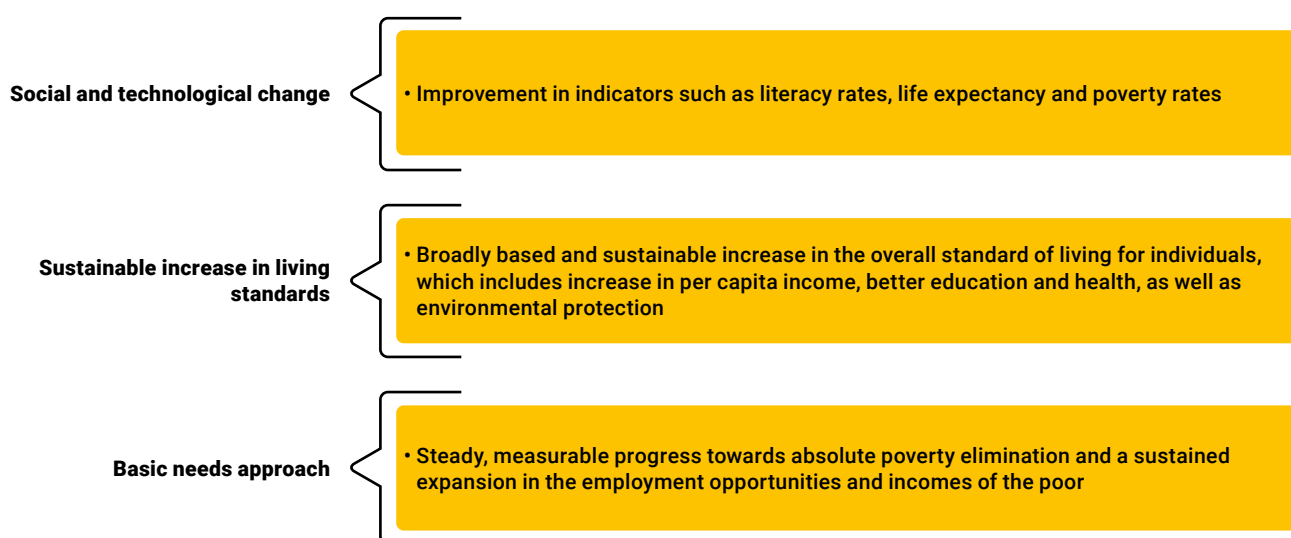 Social and technological change
• Improvement in indicators such as literacy rates, life expectancy and poverty rates
Sustainable increase in living
standards
• Broadly based and sustainable increase in the overall standard of living for individuals,
which includes increase in per capita income, better education and health, as well as
environmental protection
Basic needs approach
• Steady, measurable progress towards absolute poverty elimination and a sustained
expansion in the employment opportunities and incomes of the poor